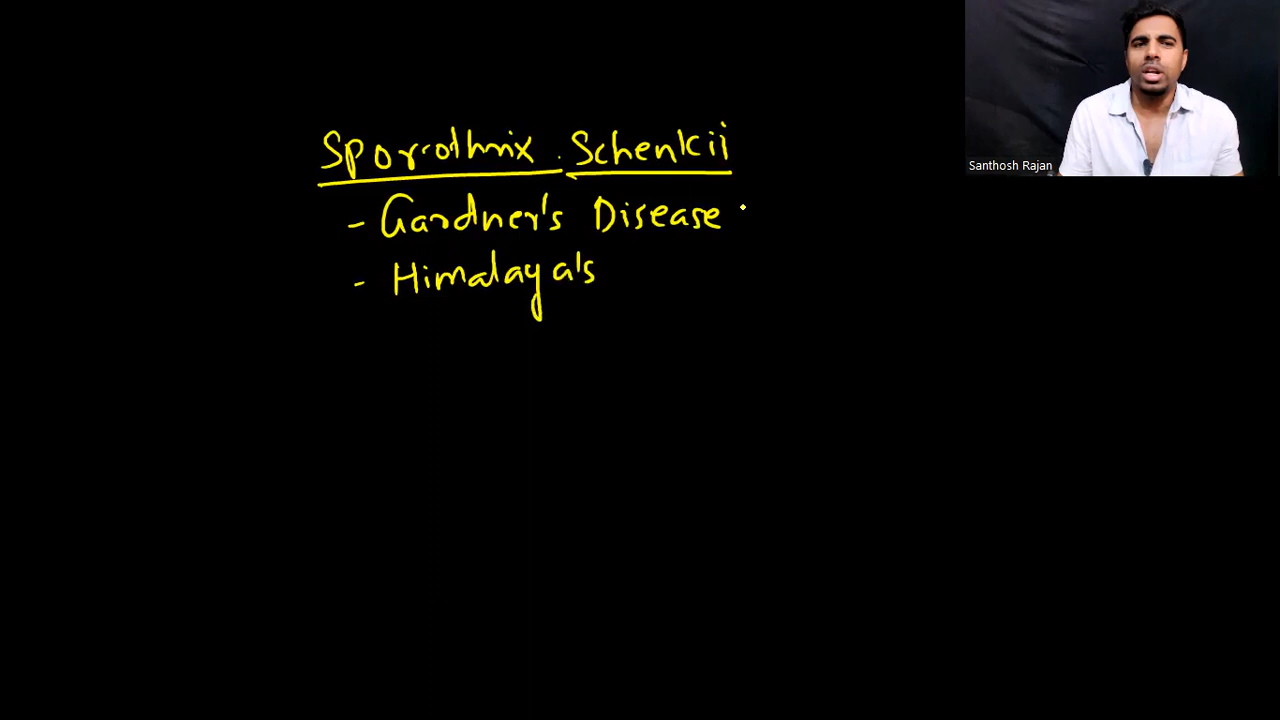 Sporothrix Schenkii
- Gardner's Disease
- Himalaya's
Santhosh Rajan